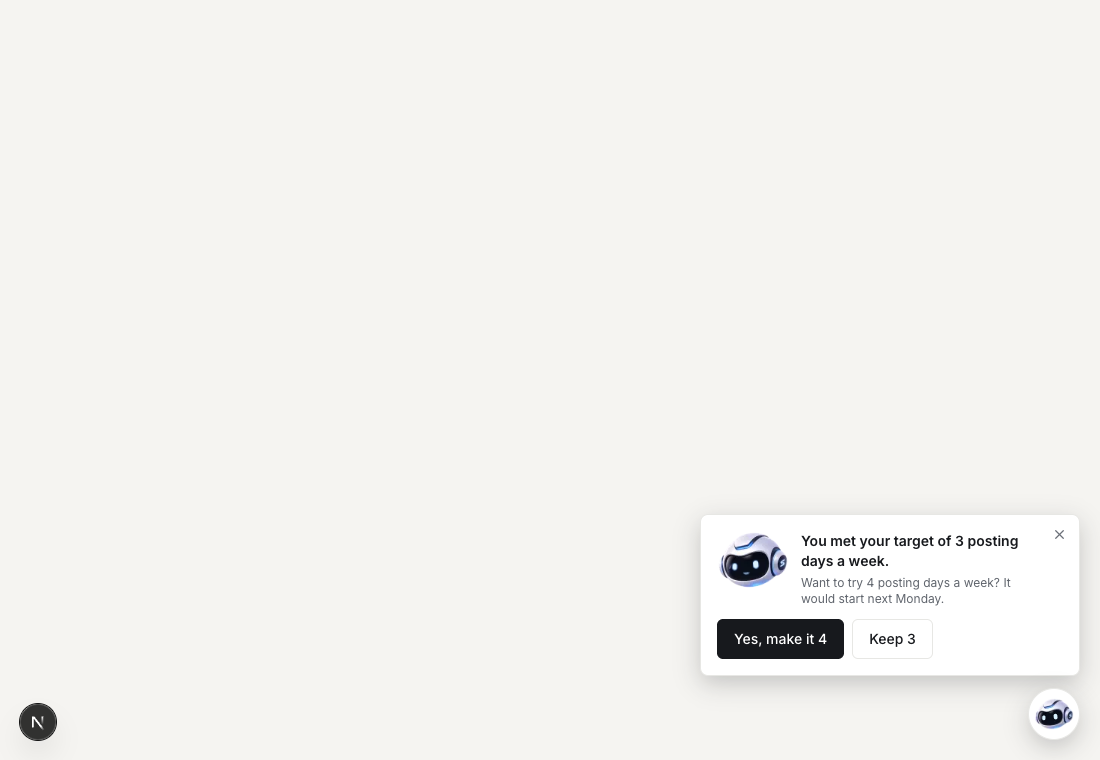 You met your target of 3 posting
days a week.
Want to try 4 posting days a week? It
would start next Monday.
Yes, make it 4
Keep 3
N